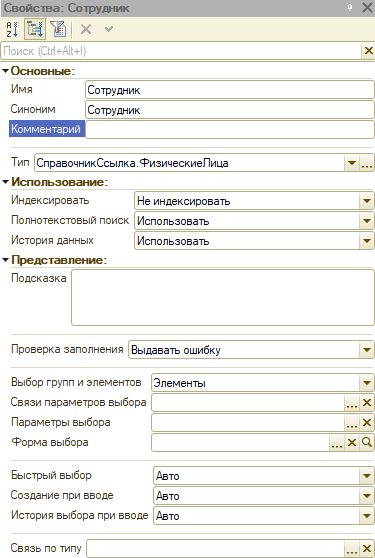 Свойства: Сотрудник
Поиск (Ctrl+Alt+I)
Основные:
Имя Сотрудник
Синоним Сотрудник
Комментарий
Тип СправочникСсылка.ФизическиеЛица
Использование:
Индексировать Не индексировать
Полнотекстовый поиск Использовать
История данных Использовать
Представление:
Подсказка
Проверка заполнения Выдавать ошибку
Выбор групп и элементов Элементы
Связи параметров выбора
Параметры выбора
Форма выбора
Быстрый выбор Авто
Создание при вводе Авто
История выбора при вводе Авто
Связь по типу